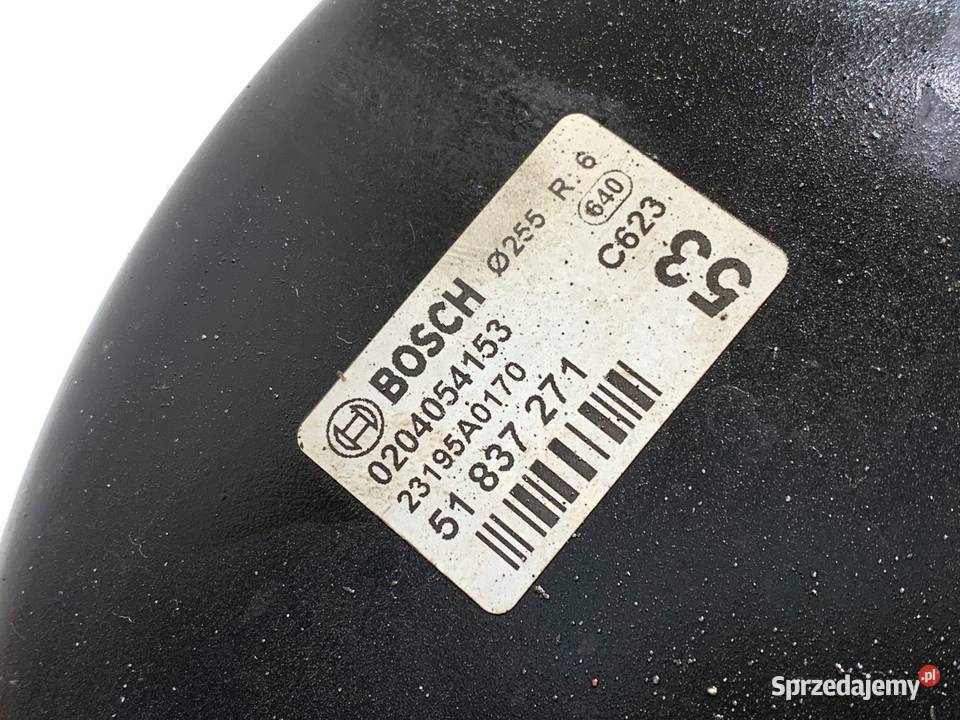 BOSCH Ø255 R: 6
0204054153 640
23195A0170 C623
51 837 271
53
Sprzedajemy.pl